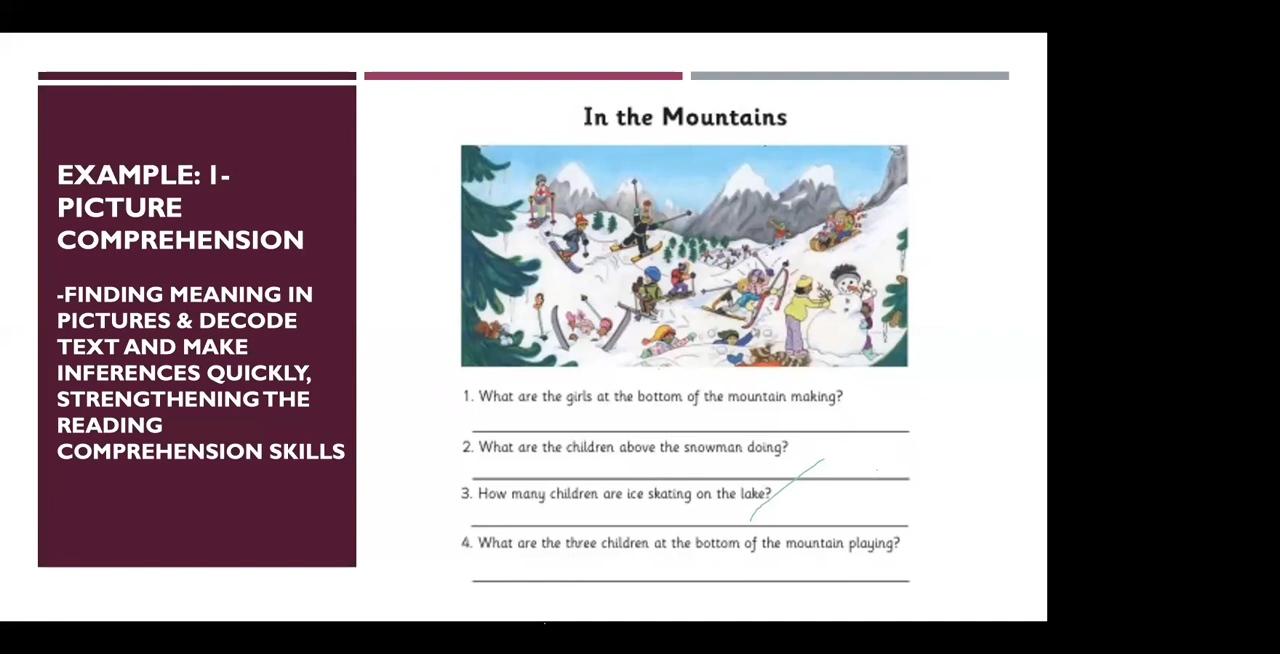 EXAMPLE: 1-
PICTURE
COMPREHENSION
-FINDING MEANING IN
PICTURES & DECODE
TEXT AND MAKE
INFERENCES QUICKLY,
STRENGTHENING THE
READING
COMPREHENSION SKILLS
In the Mountains
1. What are the girls at the bottom of the mountain making?
2. What are the children above the snowman doing?
3. How many children are ice skating on the lake?
4. What are the three children at the bottom of the mountain playing?